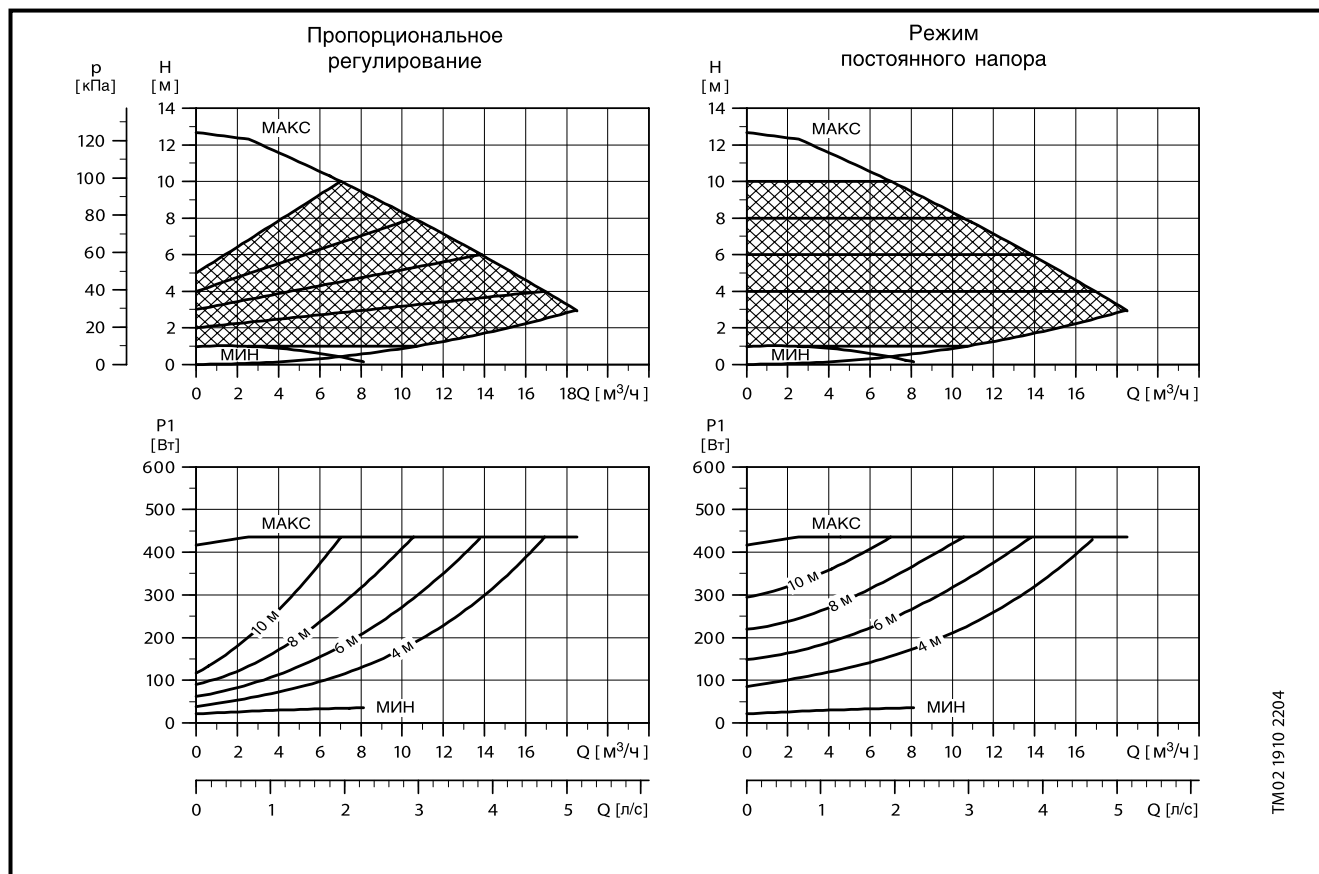 Пропорциональное
регулирование
Режим
постоянного напора
p
[кПа]
H
[м]
H
[м]
14
12
10
8
6
4
2
0
120
100
80
60
40
20
0
МАКС
МИН
0 2 4 6 8 10 12 14 16 18Q [м³/ч]
14
12
10
8
6
4
2
0
МАКС
МИН
0 2 4 6 8 10 12 14 16 Q [м³/ч]
P1
[Вт]
600
500
400
300
200
100
0
МАКС
10 м
8 м
6 м
4 м
МИН
0 2 4 6 8 10 12 14 16 Q [м³/ч]
0 1 2 3 4 5 Q [л/с]
P1
[Вт]
600
500
400
300
200
100
0
МАКС
10 м
8 м
6 м
4 м
МИН
0 2 4 6 8 10 12 14 16 Q [м³/ч]
0 1 2 3 4 5 Q [л/с]
TM02 1910 2204